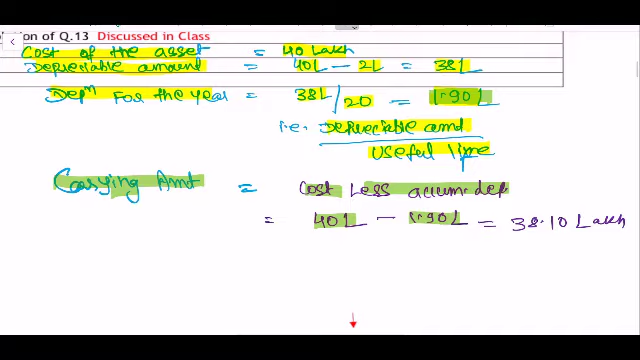 ution of Q.13 Discussed in Class
Cost of the asset = 40 Lakh
Depreciable amount = 40L - 2L = 38L
Depn for the year = 38L/20 = 1.90L
i.e. Depreciable amt
Useful life
Carrying Amt = Cost Less accum. dep
= 40L - 1.90L = 38.10 Lakh